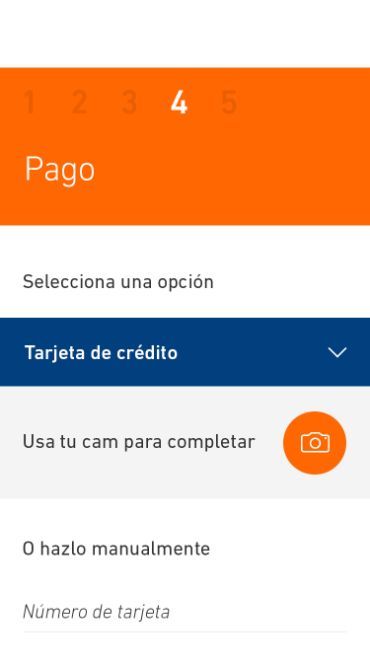 1 2 3 4 5
Pago
Selecciona una opción
Tarjeta de crédito
Usa tu cam para completar
O hazlo manualmente
Número de tarjeta